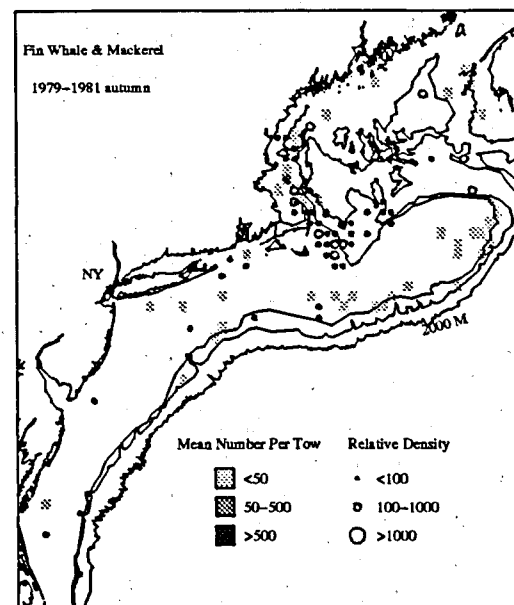 Fin Whale & Mackerel
1979-1981 autumn
NY
2000 M
Mean Number Per Tow
Relative Density
<50
<100
50-500
100-1000
>500
>1000